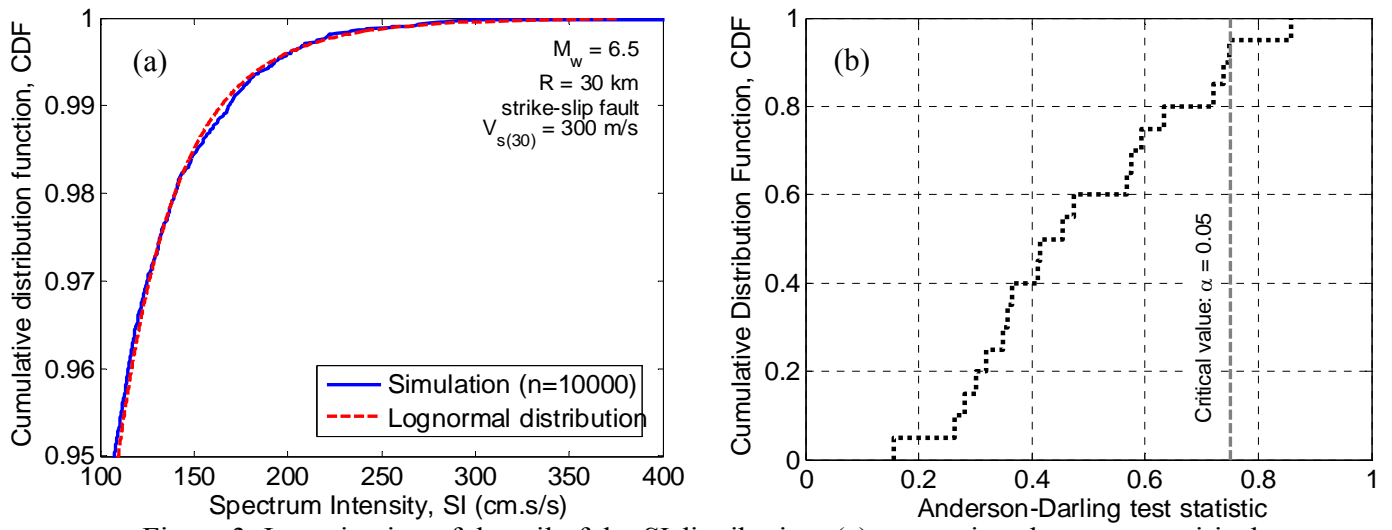 1
0.99
0.98
0.97
0.96
0.95
Cumulative distribution function, CDF
(a)
M_w = 6.5
R = 30 km
strike-slip fault
V_s(30) = 300 m/s
Simulation (n=10000)
Lognormal distribution
100 150 200 250 300 350 400
Spectrum Intensity, SI (cm.s/s)
1
0.8
0.6
0.4
0.2
0
Cumulative Distribution Function, CDF
(b)
Critical value: α = 0.05
0 0.2 0.4 0.6 0.8 1
Anderson-Darling test statistic